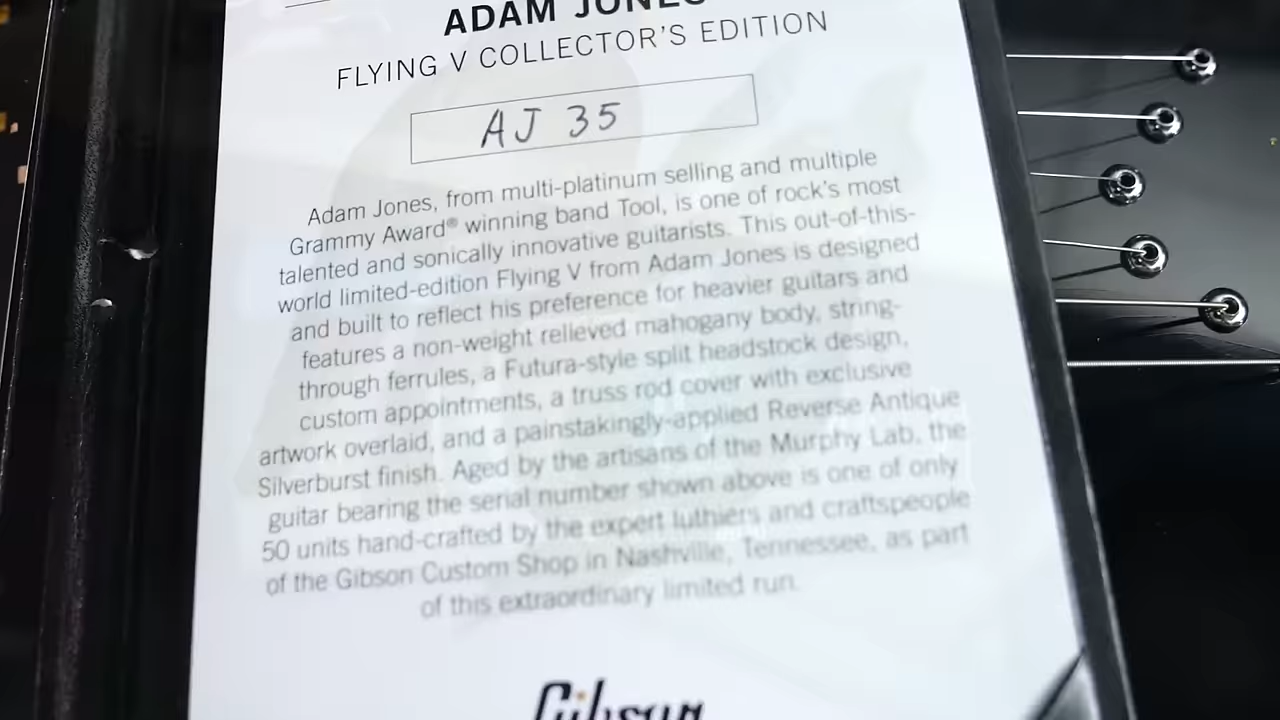 ADAM JONES
FLYING V COLLECTOR'S EDITION
AJ 35
Adam Jones, from multi-platinum selling and multiple
Grammy Award® winning band Tool, is one of rock's most
talented and sonically innovative guitarists. This out-of-this-
world limited-edition Flying V from Adam Jones is designed
and built to reflect his preference for heavier guitars and
features a non-weight relieved mahogany body, string-
through ferrules, a Futura-style split headstock design,
custom appointments, a truss rod cover with exclusive
artwork overlaid, and a painstakingly-applied Reverse Antique
Silverburst finish. Aged by the artisans of the Murphy Lab, the
guitar bearing the serial number shown above is one of only
50 units hand-crafted by the expert luthiers and craftspeople
of the Gibson Custom Shop in Nashville, Tennessee, as part
of this extraordinary limited run.
Gibson